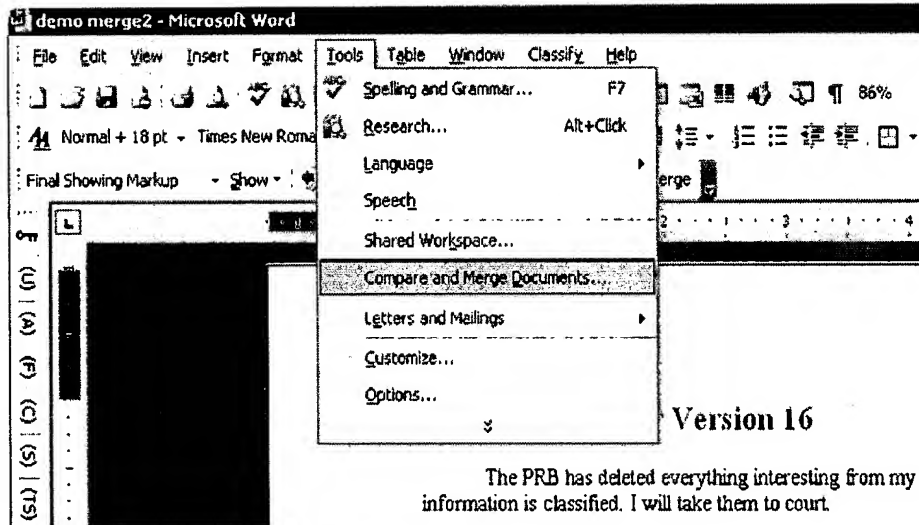 demo merge2 - Microsoft Word
File Edit View Insert Format Tools Table Window Classify Help
86%
Normal + 18 pt Times New Roma
Final Showing Markup Show
erge
Spelling and Grammar... F7
Research... Alt+Click
Language
Speech
Shared Workspace...
Compare and Merge Documents...
Letters and Mailings
Customize...
Options...
2 3 4
(U) (A) (F) (C) (S) (TS)
Version 16
The PRB has deleted everything interesting from my
information is classified. I will take them to court.